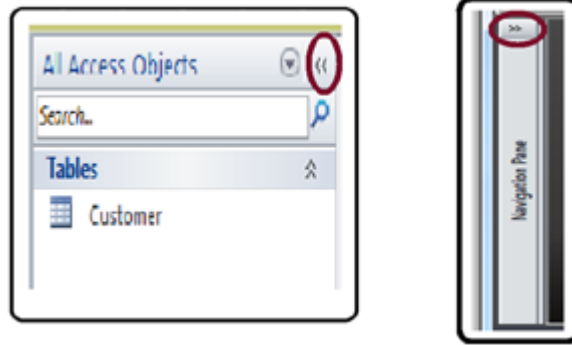 All Access Objects «
Search...
Tables
Customer
»
Navigation Pane